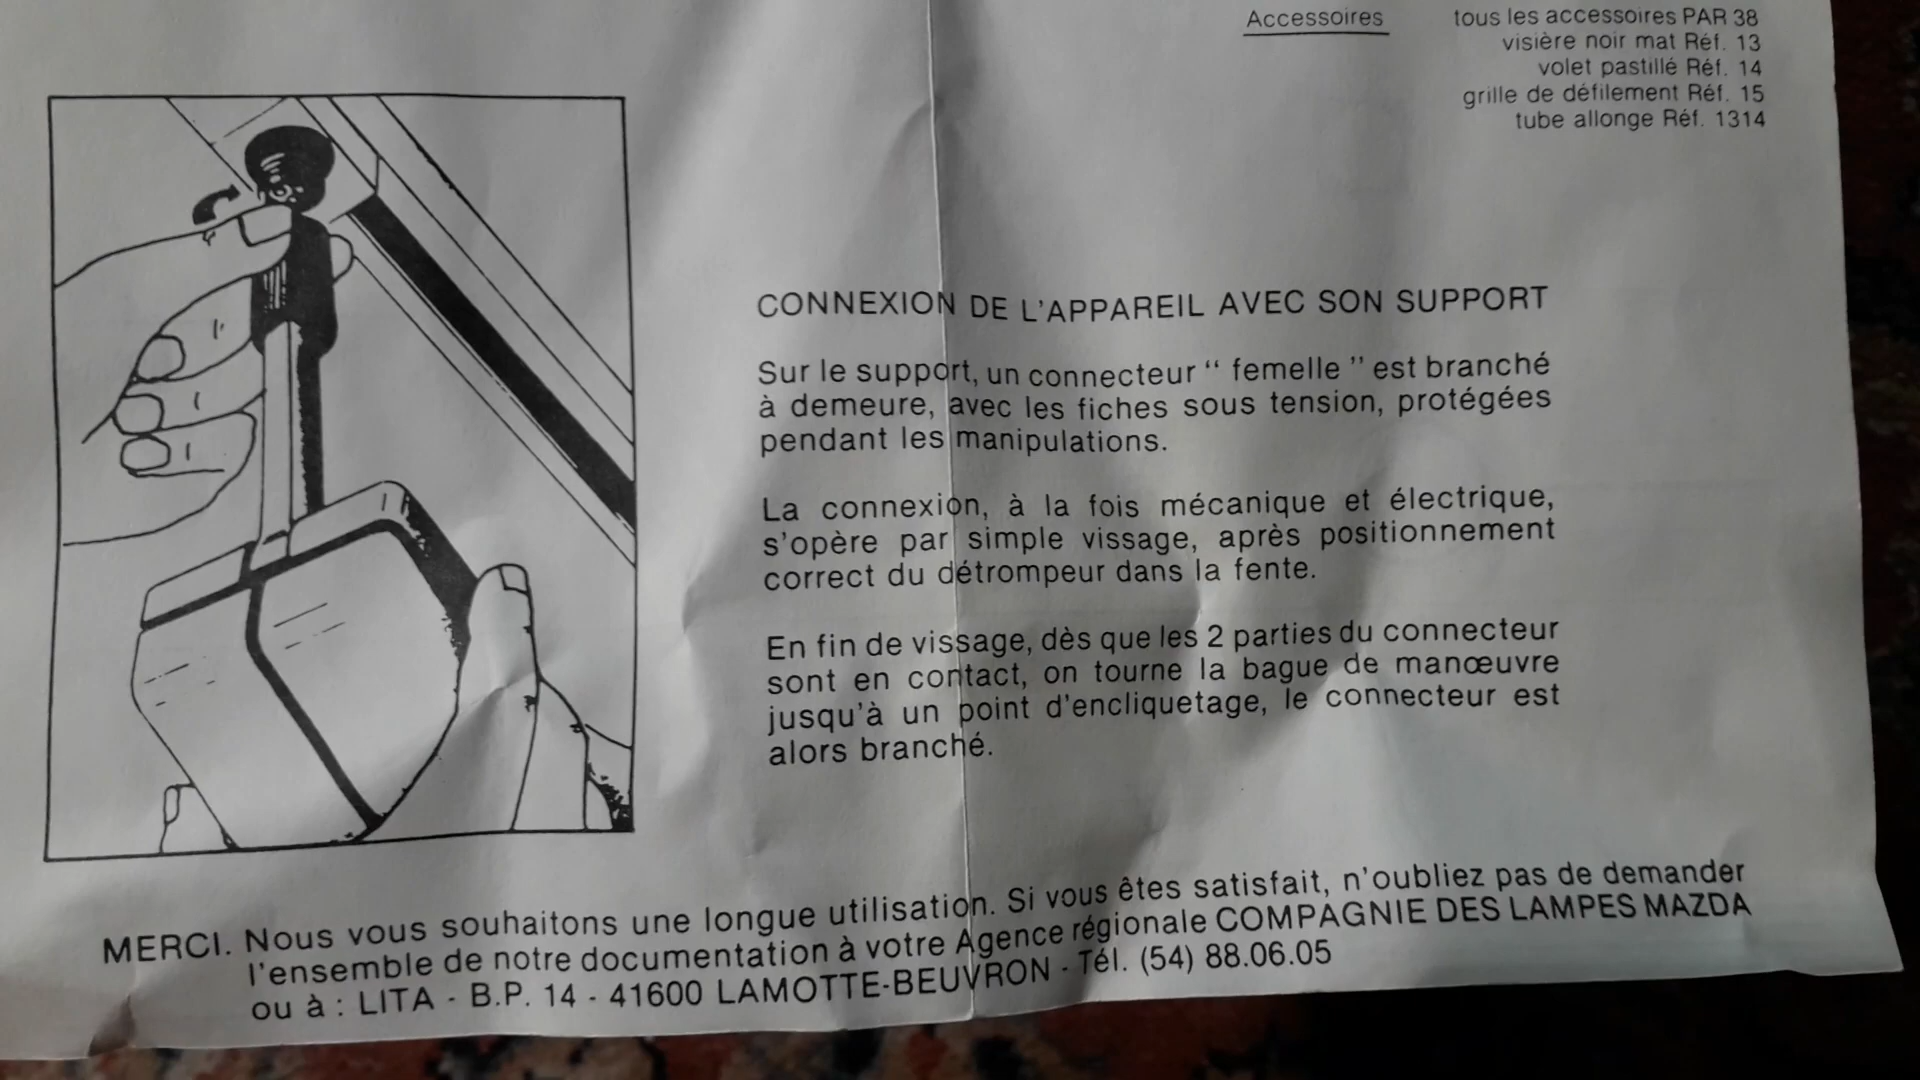 Accessoires
tous les accessoires PAR 38
visière noir mat Réf. 13
volet pastillé Réf. 14
grille de défilement Réf. 15
tube allonge Réf. 1314
CONNEXION DE L'APPAREIL AVEC SON SUPPORT
Sur le support, un connecteur “ femelle ” est branché
à demeure, avec les fiches sous tension, protégées
pendant les manipulations.
La connexion, à la fois mécanique et électrique,
s'opère par simple vissage, après positionnement
correct du détrompeur dans la fente.
En fin de vissage, dès que les 2 parties du connecteur
sont en contact, on tourne la bague de manœuvre
jusqu'à un point d'encliquetage, le connecteur est
alors branché.
MERCI. Nous vous souhaitons une longue utilisation. Si vous êtes satisfait, n'oubliez pas de demander
l'ensemble de notre documentation à votre Agence régionale COMPAGNIE DES LAMPES MAZDA
ou à : LITA - B.P. 14 - 41600 LAMOTTE-BEUVRON - Tél. (54) 88.06.05